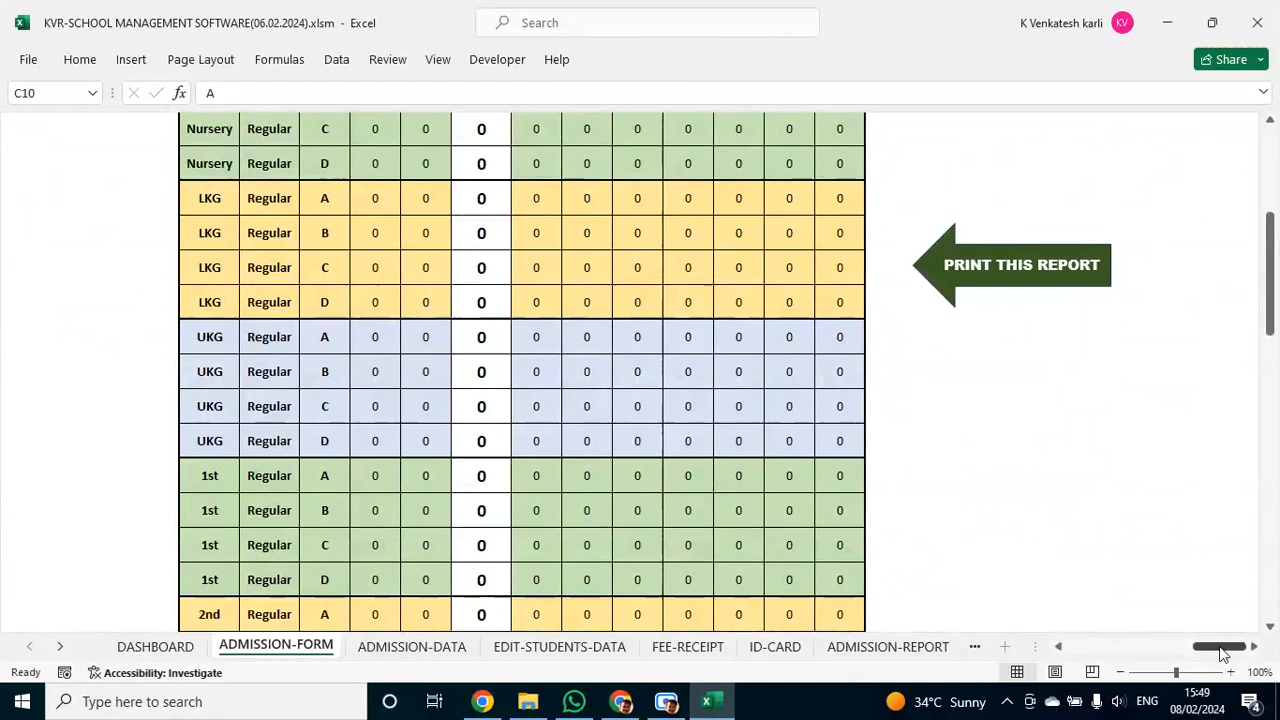 KVR-SCHOOL MANAGEMENT SOFTWARE(06.02.2024).xlsm - Excel
Search
K Venkatesh karli
KV
File Home Insert Page Layout Formulas Data Review View Developer Help
Share
C10
fx
A
Nursery Regular C 0 0 0 0 0 0 0 0 0 0
Nursery Regular D 0 0 0 0 0 0 0 0 0 0
LKG Regular A 0 0 0 0 0 0 0 0 0 0
LKG Regular B 0 0 0 0 0 0 0 0 0 0
PRINT THIS REPORT
LKG Regular C 0 0 0 0 0 0 0 0 0 0
LKG Regular D 0 0 0 0 0 0 0 0 0 0
UKG Regular A 0 0 0 0 0 0 0 0 0 0
UKG Regular B 0 0 0 0 0 0 0 0 0 0
UKG Regular C 0 0 0 0 0 0 0 0 0 0
UKG Regular D 0 0 0 0 0 0 0 0 0 0
1st Regular A 0 0 0 0 0 0 0 0 0 0
1st Regular B 0 0 0 0 0 0 0 0 0 0
1st Regular C 0 0 0 0 0 0 0 0 0 0
1st Regular D 0 0 0 0 0 0 0 0 0 0
2nd Regular A 0 0 0 0 0 0 0 0 0 0
DASHBOARD ADMISSION-FORM ADMISSION-DATA EDIT-STUDENTS-DATA FEE-RECEIPT ID-CARD ADMISSION-REPORT ...
Ready Accessibility: Investigate
100%
Type here to search
34°C Sunny
ENG
15:49
08/02/2024
4